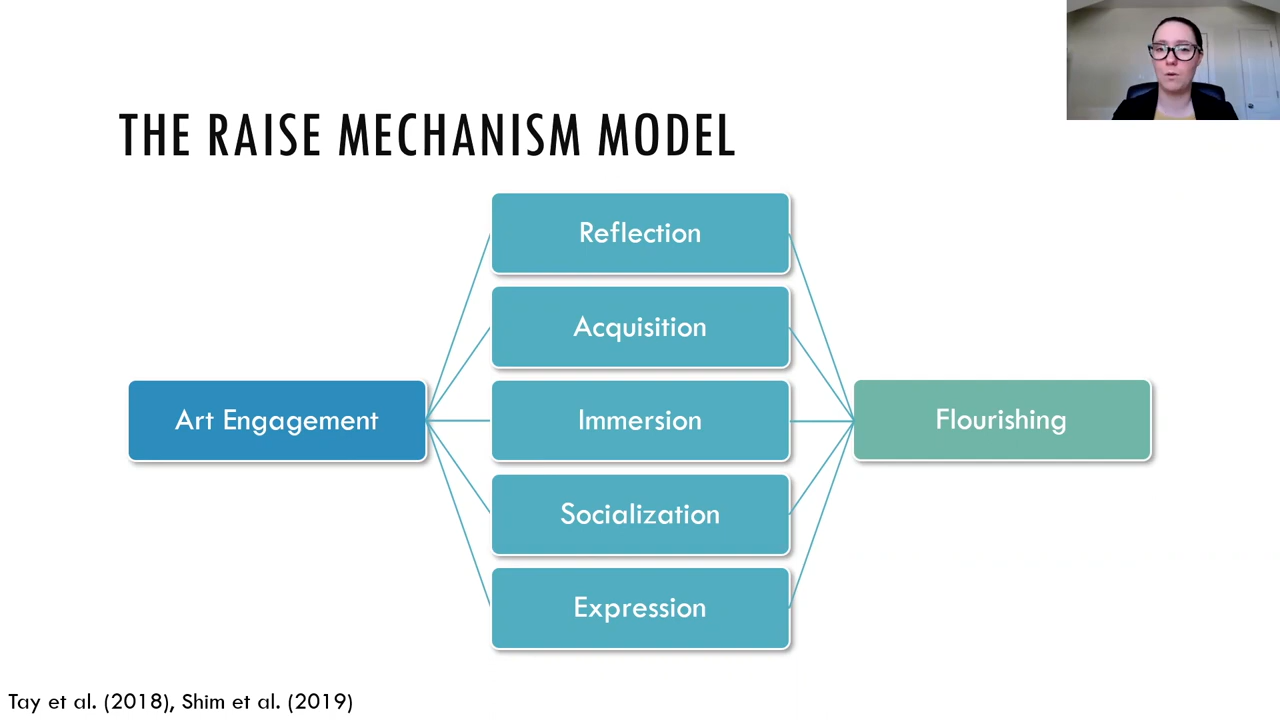 THE RAISE MECHANISM MODEL
Reflection
Acquisition
Art Engagement
Immersion
Flourishing
Socialization
Expression
Tay et al. (2018), Shim et al. (2019)